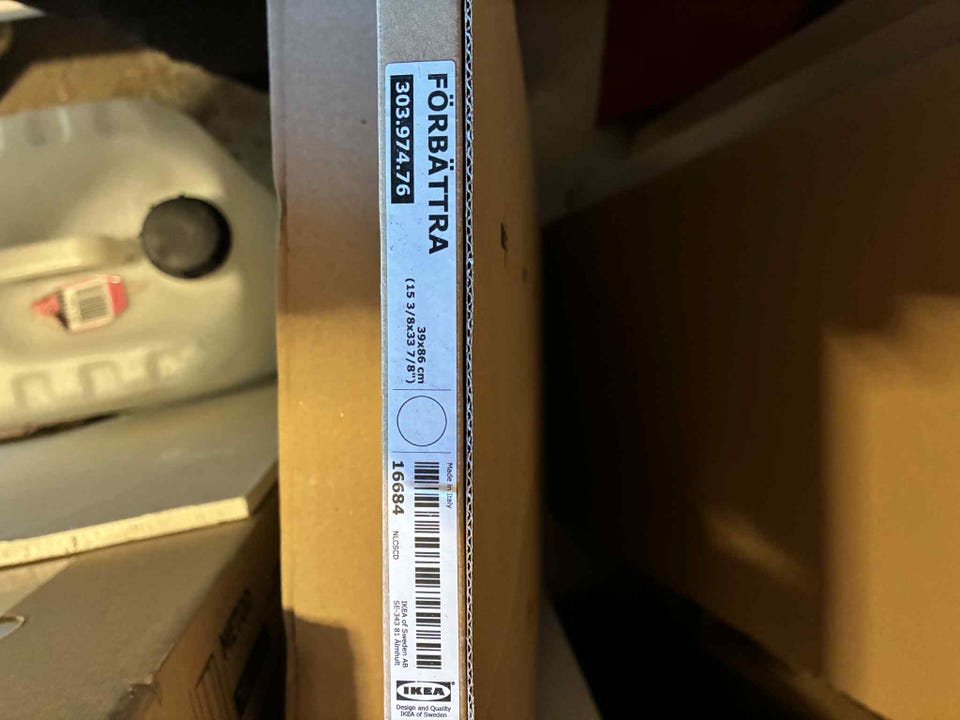 FÖRBÄTTRA
303.974.76
39x86 cm
(15 3/8x33 7/8")
Made in Italy
16684
NLCSCD
IKEA of Sweden AB
SE-343 81 Älmhult
IKEA®
Design and Quality
IKEA of Sweden
METOD